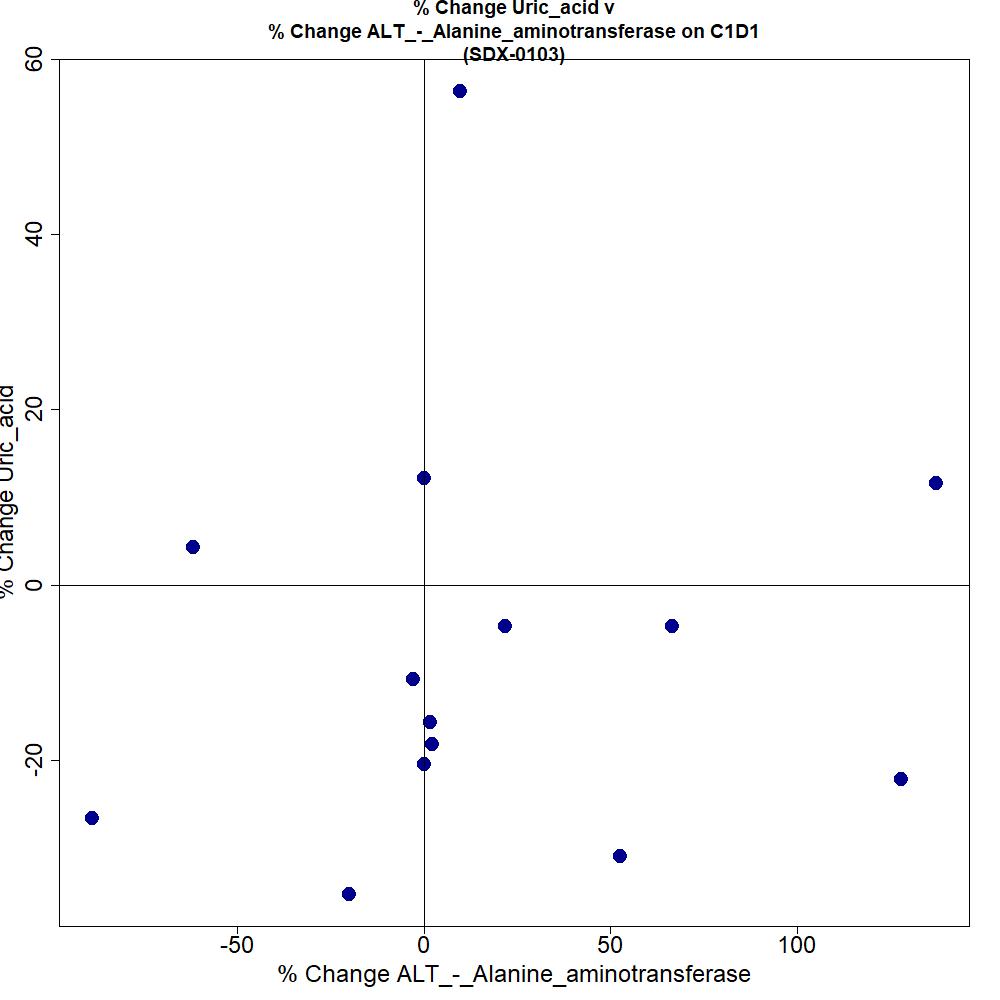 % Change Uric_acid v
% Change ALT_-_Alanine_aminotransferase on C1D1
(SDX-0103)
60
40
20
0
-20
% Change Uric_acid
-50
0
50
100
% Change ALT_-_Alanine_aminotransferase